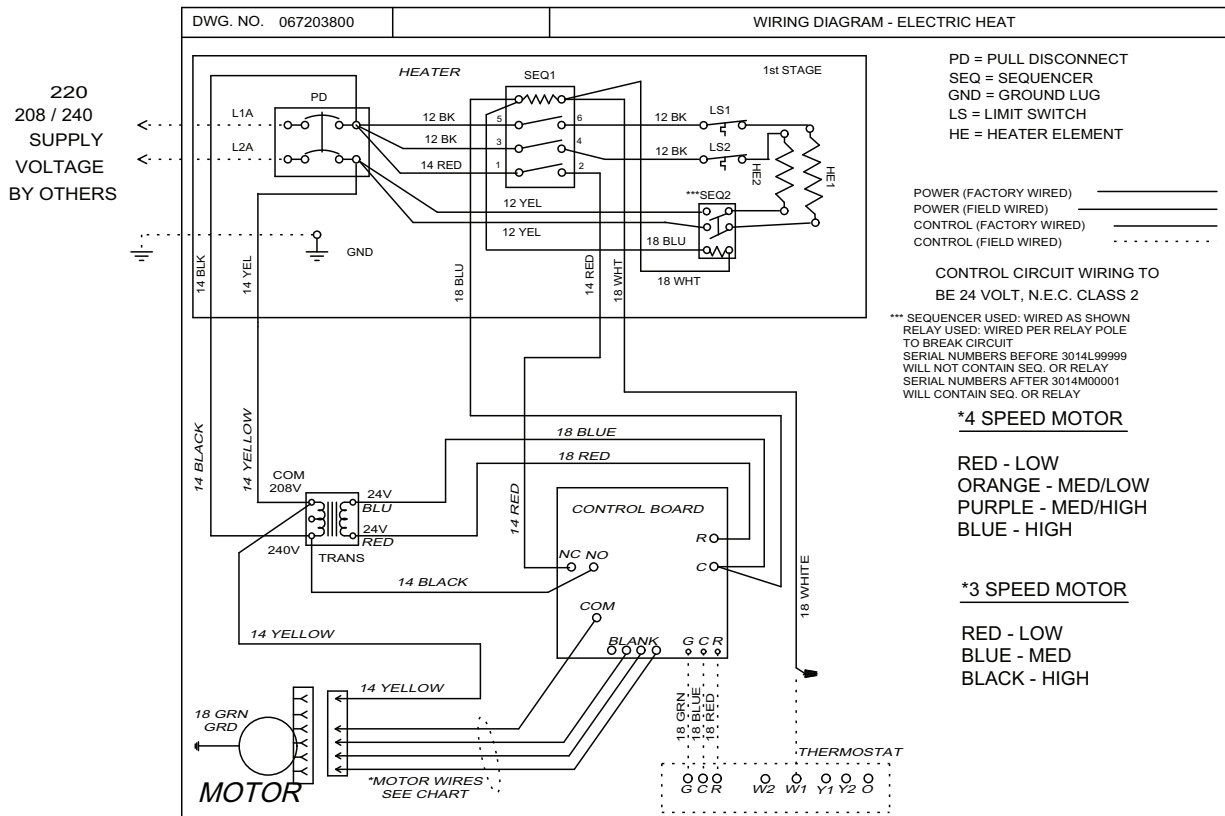 DWG. NO. 067203800
WIRING DIAGRAM - ELECTRIC HEAT
220
208 / 240
SUPPLY
VOLTAGE
BY OTHERS
HEATER
SEQ1
1st STAGE
PD
L1A
L2A
12 BK
12 BK
14 RED
5
3
1
6
4
2
12 BK
12 BK
LS1
LS2
HE2
HE1
***SEQ2
12 YEL
12 YEL
18 BLU
18 WHT
GND
14 BLK
14 YEL
18 BLU
14 RED
18 WHT
PD = PULL DISCONNECT
SEQ = SEQUENCER
GND = GROUND LUG
LS = LIMIT SWITCH
HE = HEATER ELEMENT
POWER (FACTORY WIRED)
POWER (FIELD WIRED)
CONTROL (FACTORY WIRED)
CONTROL (FIELD WIRED)
CONTROL CIRCUIT WIRING TO
BE 24 VOLT, N.E.C. CLASS 2
*** SEQUENCER USED: WIRED AS SHOWN
RELAY USED: WIRED PER RELAY POLE
TO BREAK CIRCUIT
SERIAL NUMBERS BEFORE 3014L99999
WILL NOT CONTAIN SEQ. OR RELAY
SERIAL NUMBERS AFTER 3014M00001
WILL CONTAIN SEQ. OR RELAY
*4 SPEED MOTOR
RED - LOW
ORANGE - MED/LOW
PURPLE - MED/HIGH
BLUE - HIGH
*3 SPEED MOTOR
RED - LOW
BLUE - MED
BLACK - HIGH
14 BLACK
14 YELLOW
18 BLUE
18 RED
COM
208V
24V
BLU
24V
RED
240V
TRANS
14 RED
CONTROL BOARD
R
C
NC NO
COM
BLANK
G C R
14 BLACK
14 YELLOW
14 YELLOW
18 WHITE
18 GRN
GRD
MOTOR
*MOTOR WIRES
SEE CHART
18 GRN
18 BLUE
18 RED
THERMOSTAT
G C R W2 W1 Y1 Y2 O